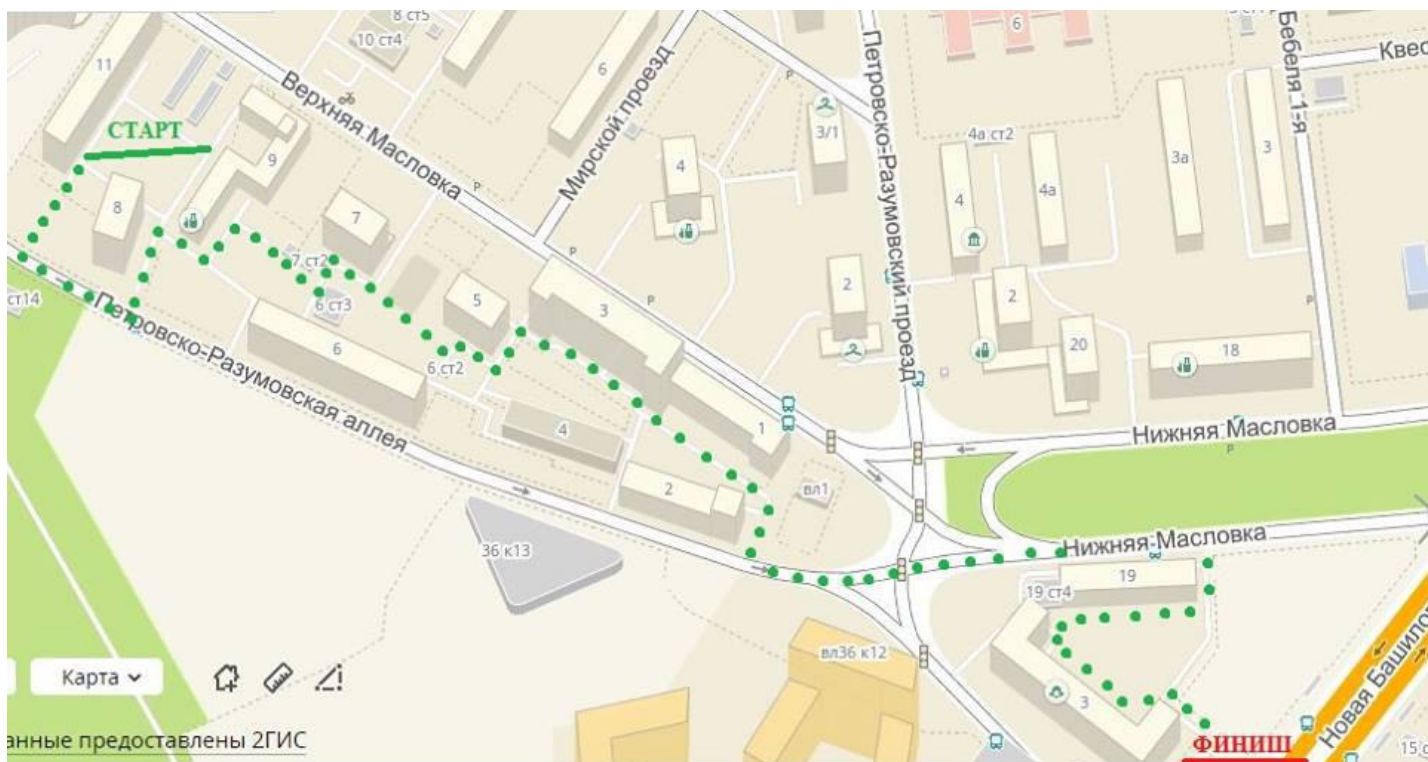 8 ст5
10 ст4
6
6
3 ст1
11
СТАРТ
9
8
7
7 ст2
Верхняя Масловка
Мирской проезд
Петровско-Разумовский проезд
Бебеля 1-я
Квес
P
3/1
4
4а ст2
4
4а
3а
3
ст14
6 ст3
5
3
P
P
2
2
20
18
P
Петровско-Разумовская аллея
6
6 ст2
4
1
P
Нижняя Масловка
P
вл1
2
36 к13
Нижняя Масловка
19
19 ст4
вл36 к12
3
Карта
Новая Башило
анные предоставлены 2ГИС
ФИНИШ
15 с